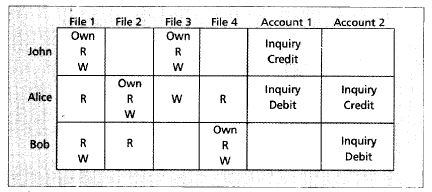 File 1 File 2 File 3 File 4 Account 1 Account 2
John
Own
R
W
Own
R
W
Inquiry
Credit
Alice
R
Own
R
W
W
R
Inquiry
Debit
Inquiry
Credit
Bob
R
W
R
Own
R
W
Inquiry
Debit